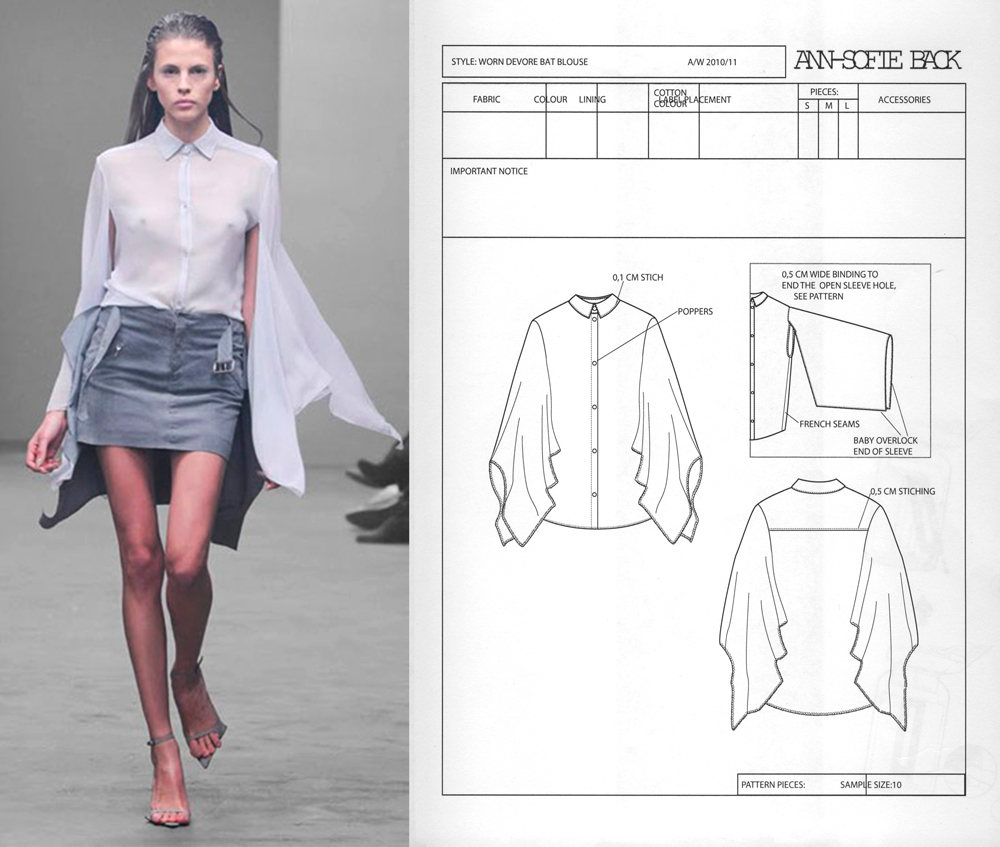 STYLE: WORN DEVORE BAT BLOUSE A/W 2010/11
ANN-SOFIE BACK
FABRIC COLOUR LINING COTTON COLOUR LABEL PLACEMENT PIECES: ACCESSORIES
S M L
IMPORTANT NOTICE
0,1 CM STICH
POPPERS
0,5 CM WIDE BINDING TO
END THE OPEN SLEEVE HOLE,
SEE PATTERN
FRENCH SEAMS
BABY OVERLOCK
END OF SLEEVE
0,5 CM STICHING
PATTERN PIECES: SAMPLE SIZE:10